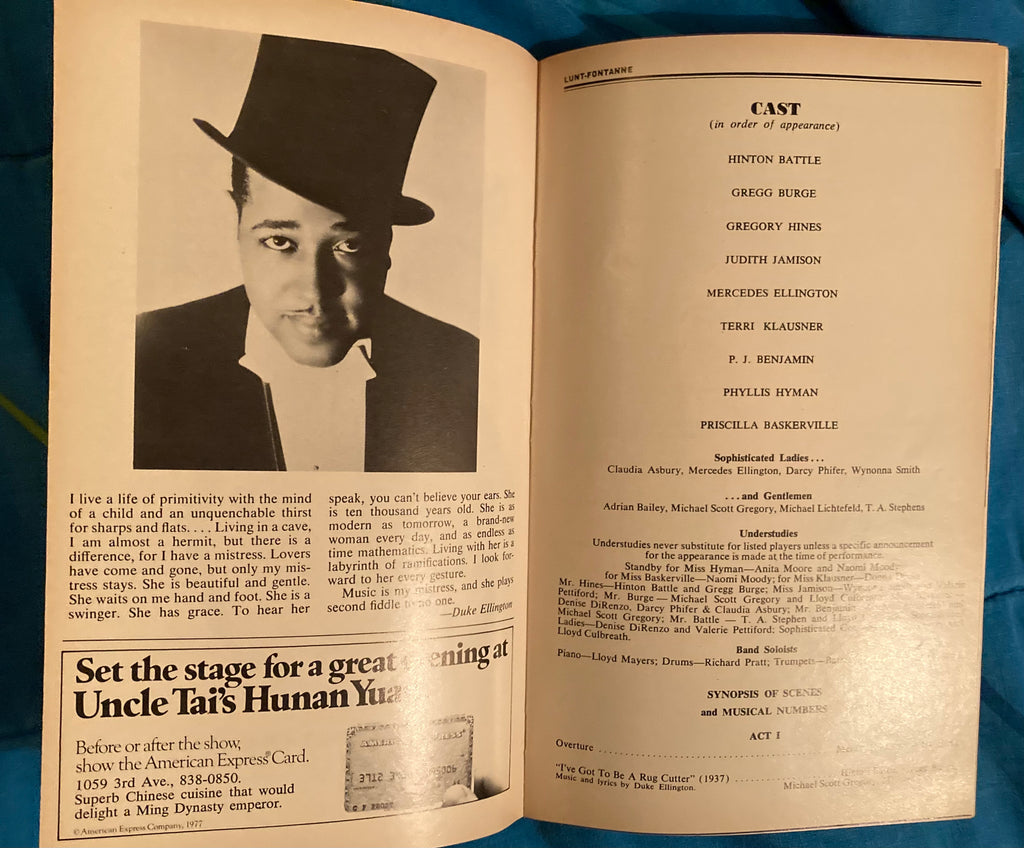 I live a life of primitivity with the mind
of a child and an unquenchable thirst
for sharps and flats. . . . Living in a cave,
I am almost a hermit, but there is a
difference, for I have a mistress. Lovers
have come and gone, but only my mis-
tress stays. She is beautiful and gentle.
She waits on me hand and foot. She is a
swinger. She has grace. To hear her
speak, you can't believe your ears. She
is ten thousand years old. She is as
modern as tomorrow, a brand-new
woman every day, and as endless as
time mathematics. Living with her is a
labyrinth of ramifications. I look for-
ward to her every gesture.
Music is my mistress, and she plays
second fiddle to no one.
—Duke Ellington
Set the stage for a great evening at
Uncle Tai's Hunan
Before or after the show,
show the American Express® Card.
1059 3rd Ave., 838-0850.
Superb Chinese cuisine that would
delight a Ming Dynasty emperor.
© American Express Company, 1977
3712
C F FROST
LUNT-FONTANNE
CAST
(in order of appearance)
HINTON BATTLE
GREGG BURGE
GREGORY HINES
JUDITH JAMISON
MERCEDES ELLINGTON
TERRI KLAUSNER
P. J. BENJAMIN
PHYLLIS HYMAN
PRISCILLA BASKERVILLE
Sophisticated Ladies . . .
Claudia Asbury, Mercedes Ellington, Darcy Phifer, Wynonna Smith
. . . and Gentlemen
Adrian Bailey, Michael Scott Gregory, Michael Lichtefeld, T. A. Stephens
Understudies
Understudies never substitute for listed players unless a specific announcement
for the appearance is made at the time of performance.
Standby for Miss Hyman—Anita Moore and Naomi Moody;
for Miss Baskerville—Naomi Moody; for Miss Klausner—
Mr. Hines—Hinton Battle and Gregg Burge; Miss Jamison—
Pettiford; Mr. Burge — Michael Scott Gregory and Lloyd
Denise DiRenzo, Darcy Phifer & Claudia Asbury; Mr. Benjamin
Michael Scott Gregory; Mr. Battle — T. A. Stephen and
Ladies—Denise DiRenzo and Valerie Pettiford; Sophisticated
Lloyd Culbreath.
Band Soloists
Piano—Lloyd Mayers; Drums—Richard Pratt; Trumpets—
SYNOPSIS OF SCENES
and MUSICAL NUMBERS
ACT I
Overture
"I've Got To Be A Rug Cutter" (1937)
Music and lyrics by Duke Ellington.
Michael Scott